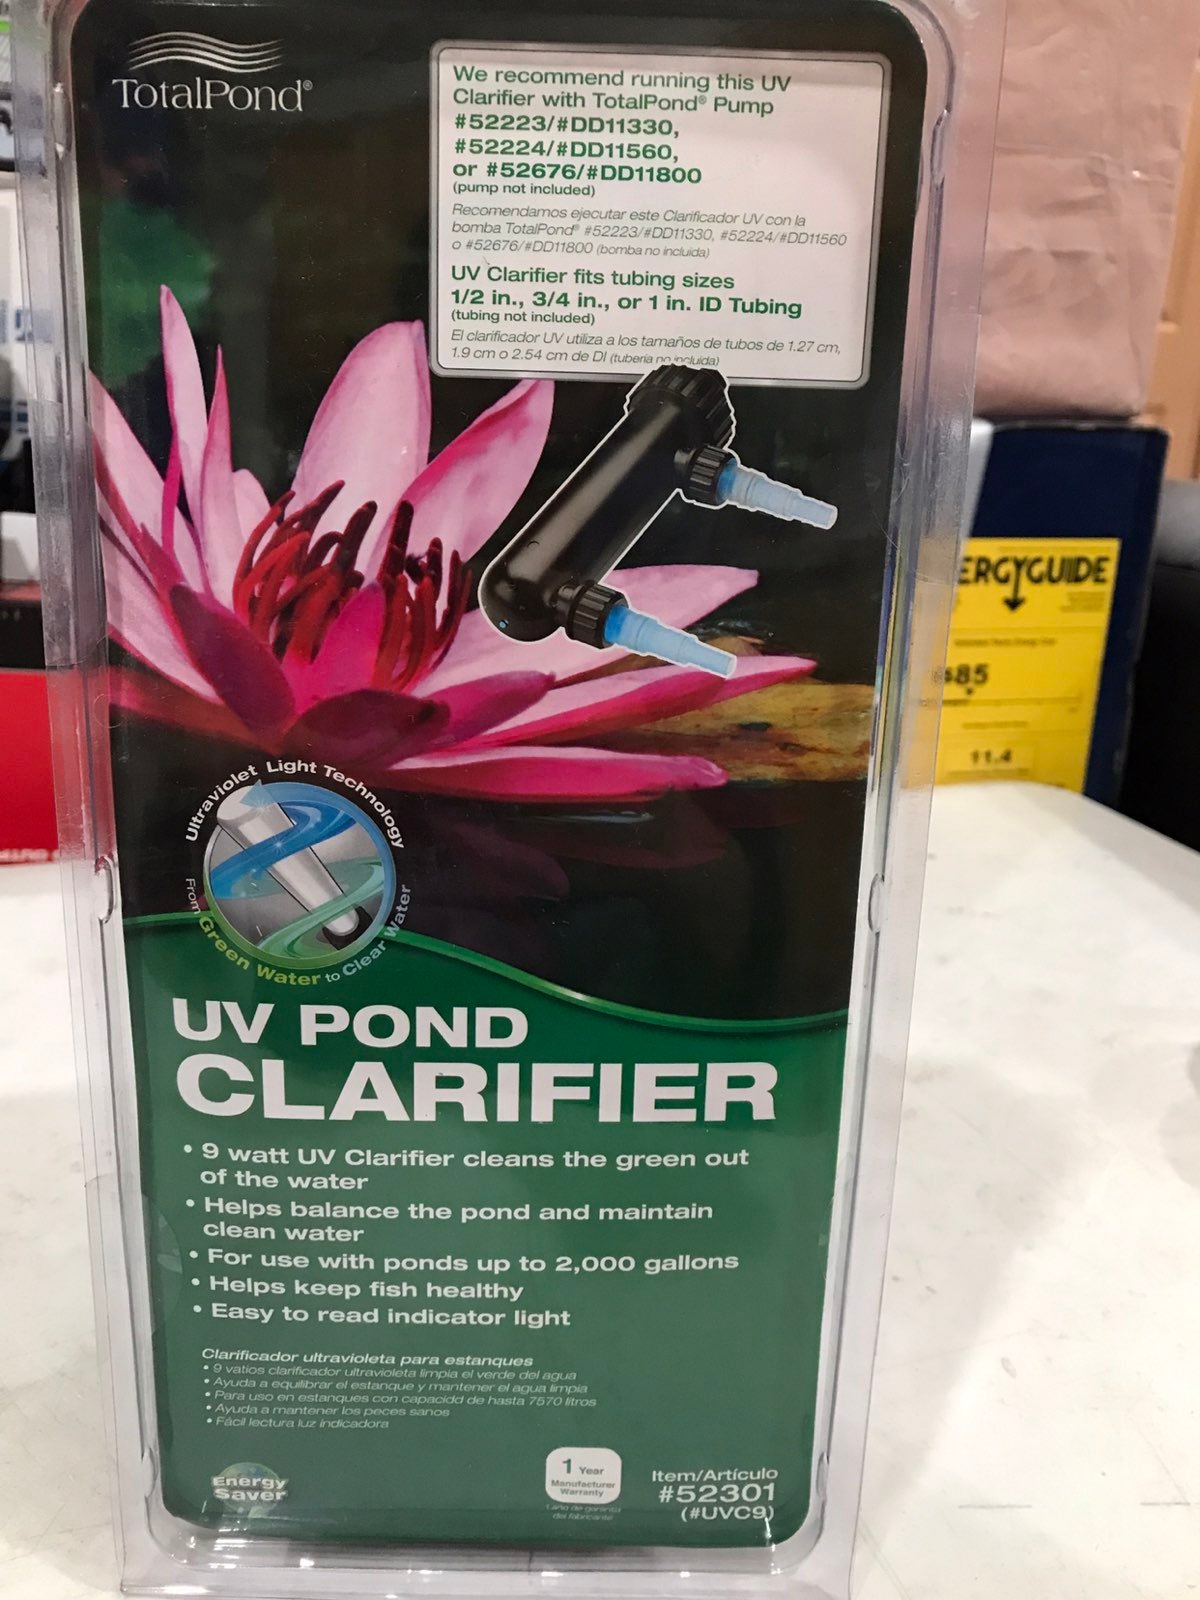 TotalPond®
We recommend running this UV
Clarifier with TotalPond® Pump
#52223/#DD11330,
#52224/#DD11560,
or #52676/#DD11800
(pump not included)
Recomendamos ejecutar este Clarificador UV con la
bomba TotalPond® #52223/#DD11330, #52224/#DD11560
o #52676/#DD11800 (bomba no incluida)
UV Clarifier fits tubing sizes
1/2 in., 3/4 in., or 1 in. ID Tubing
(tubing not included)
El clarificador UV utiliza a los tamaños de tubos de 1.27 cm,
1.9 cm o 2.54 cm de DI (tubería no incluida)
ERGYGUIDE
$85
11.4
Ultraviolet Light Technology
From Green Water to Clear Water
UV POND
CLARIFIER
• 9 watt UV Clarifier cleans the green out
of the water
• Helps balance the pond and maintain
clean water
• For use with ponds up to 2,000 gallons
• Helps keep fish healthy
• Easy to read indicator light
Clarificador ultravioleta para estanques
• 9 vatios clarificador ultravioleta limpia el verde del agua
• Ayuda a equilibrar el estanque y mantener el agua limpia
• Para uso en estanques con capacidd de hasta 7570 litros
• Ayuda a mantener los peces sanos
• Fácil lectura luz indicadora
Energy
Saver
1 Year
Manufacturer
Warranty
1 año de garantía
del fabricante
Item/Artículo
#52301
(#UVC9)